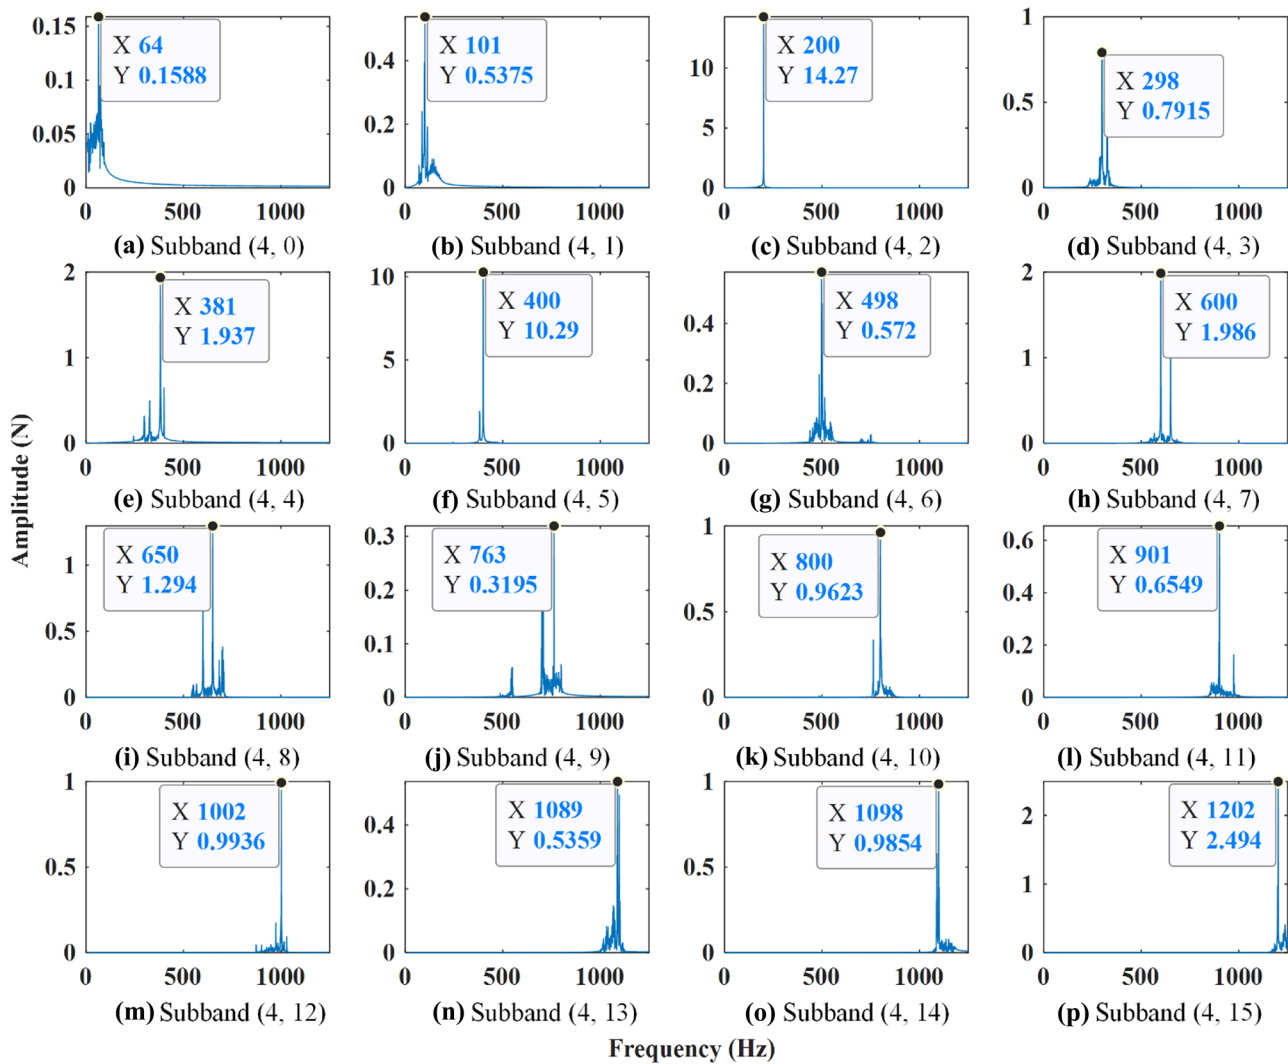 0.15
0.1
0.05
0
X 64
Y 0.1588
0 500 1000
(a) Subband (4, 0)
0.4
0.2
0
X 101
Y 0.5375
0 500 1000
(b) Subband (4, 1)
10
5
0
X 200
Y 14.27
0 500 1000
(c) Subband (4, 2)
1
0.5
0
X 298
Y 0.7915
0 500 1000
(d) Subband (4, 3)
2
1
0
X 381
Y 1.937
0 500 1000
(e) Subband (4, 4)
10
5
0
X 400
Y 10.29
0 500 1000
(f) Subband (4, 5)
0.4
0.2
0
X 498
Y 0.572
0 500 1000
(g) Subband (4, 6)
2
1
0
X 600
Y 1.986
0 500 1000
(h) Subband (4, 7)
Amplitude (N)
1
0.5
0
X 650
Y 1.294
0 500 1000
(i) Subband (4, 8)
0.3
0.2
0.1
0
X 763
Y 0.3195
0 500 1000
(j) Subband (4, 9)
1
0.5
0
X 800
Y 0.9623
0 500 1000
(k) Subband (4, 10)
0.6
0.4
0.2
0
X 901
Y 0.6549
0 500 1000
(l) Subband (4, 11)
1
0.5
0
X 1002
Y 0.9936
0 500 1000
(m) Subband (4, 12)
0.4
0.2
0
X 1089
Y 0.5359
0 500 1000
(n) Subband (4, 13)
1
0.5
0
X 1098
Y 0.9854
0 500 1000
(o) Subband (4, 14)
2
1
0
X 1202
Y 2.494
0 500 1000
(p) Subband (4, 15)
Frequency (Hz)